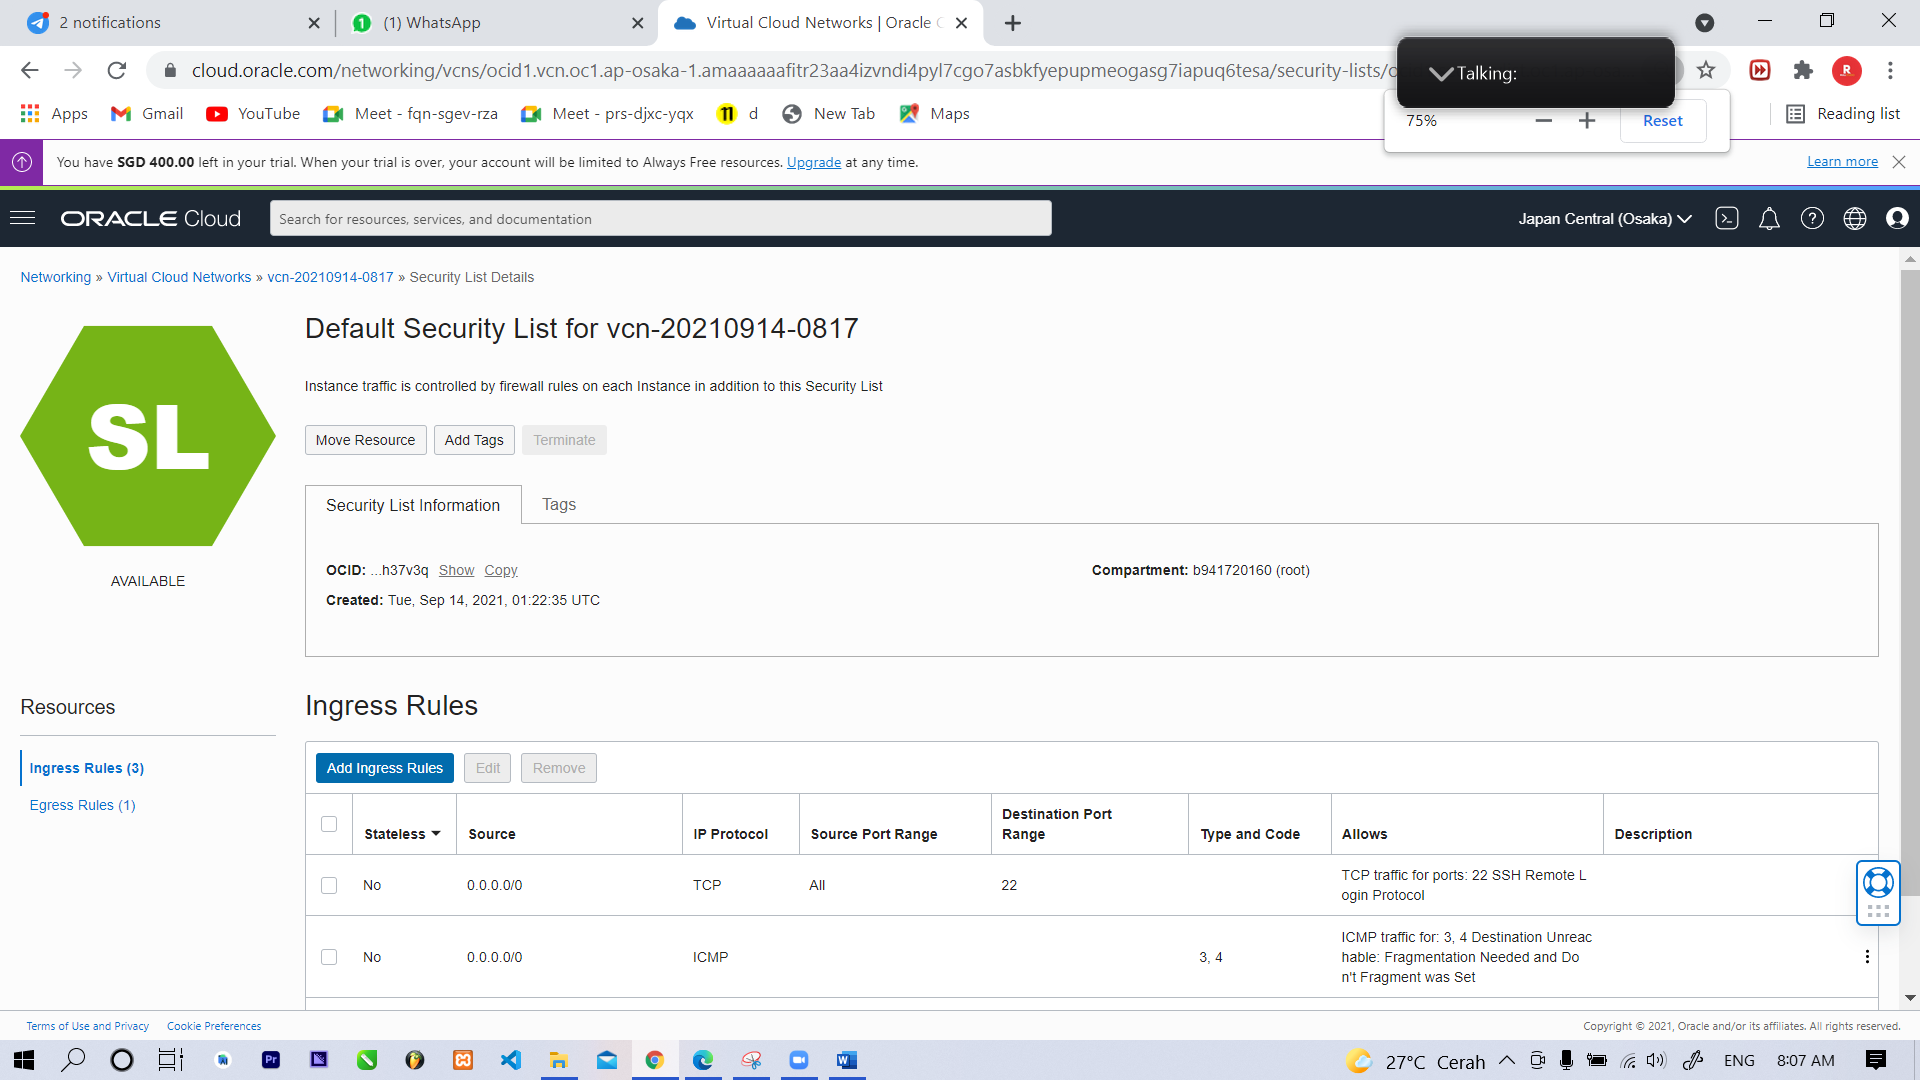 2 notifications
(1) WhatsApp
Virtual Cloud Networks | Oracle C
cloud.oracle.com/networking/vcns/ocid1.vcn.oc1.ap-osaka-1.amaaaaaafitr23aa4izvndi4pyl7cgo7asbkfyepupmeogasg7iapuq6tesa/security-lists/o
Talking:
Apps
Gmail
YouTube
Meet - fqn-sgev-rza
Meet - prs-djxc-yqx
d
New Tab
Maps
75%
Reset
Reading list
You have SGD 400.00 left in your trial. When your trial is over, your account will be limited to Always Free resources. Upgrade at any time.
Learn more
ORACLE Cloud
Search for resources, services, and documentation
Japan Central (Osaka)
Networking » Virtual Cloud Networks » vcn-20210914-0817 » Security List Details
SL
AVAILABLE
Default Security List for vcn-20210914-0817
Instance traffic is controlled by firewall rules on each Instance in addition to this Security List
Move Resource
Add Tags
Terminate
Security List Information
Tags
OCID: ...h37v3q Show Copy
Compartment: b941720160 (root)
Created: Tue, Sep 14, 2021, 01:22:35 UTC
Resources
Ingress Rules (3)
Egress Rules (1)
Ingress Rules
Add Ingress Rules
Edit
Remove
Stateless
Source
IP Protocol
Source Port Range
Destination Port
Range
Type and Code
Allows
Description
No
0.0.0.0/0
TCP
All
22
TCP traffic for ports: 22 SSH Remote L
ogin Protocol
No
0.0.0.0/0
ICMP
3, 4
ICMP traffic for: 3, 4 Destination Unreac
hable: Fragmentation Needed and Do
n't Fragment was Set
Terms of Use and Privacy
Cookie Preferences
Copyright © 2021, Oracle and/or its affiliates. All rights reserved.
27°C Cerah
ENG
8:07 AM